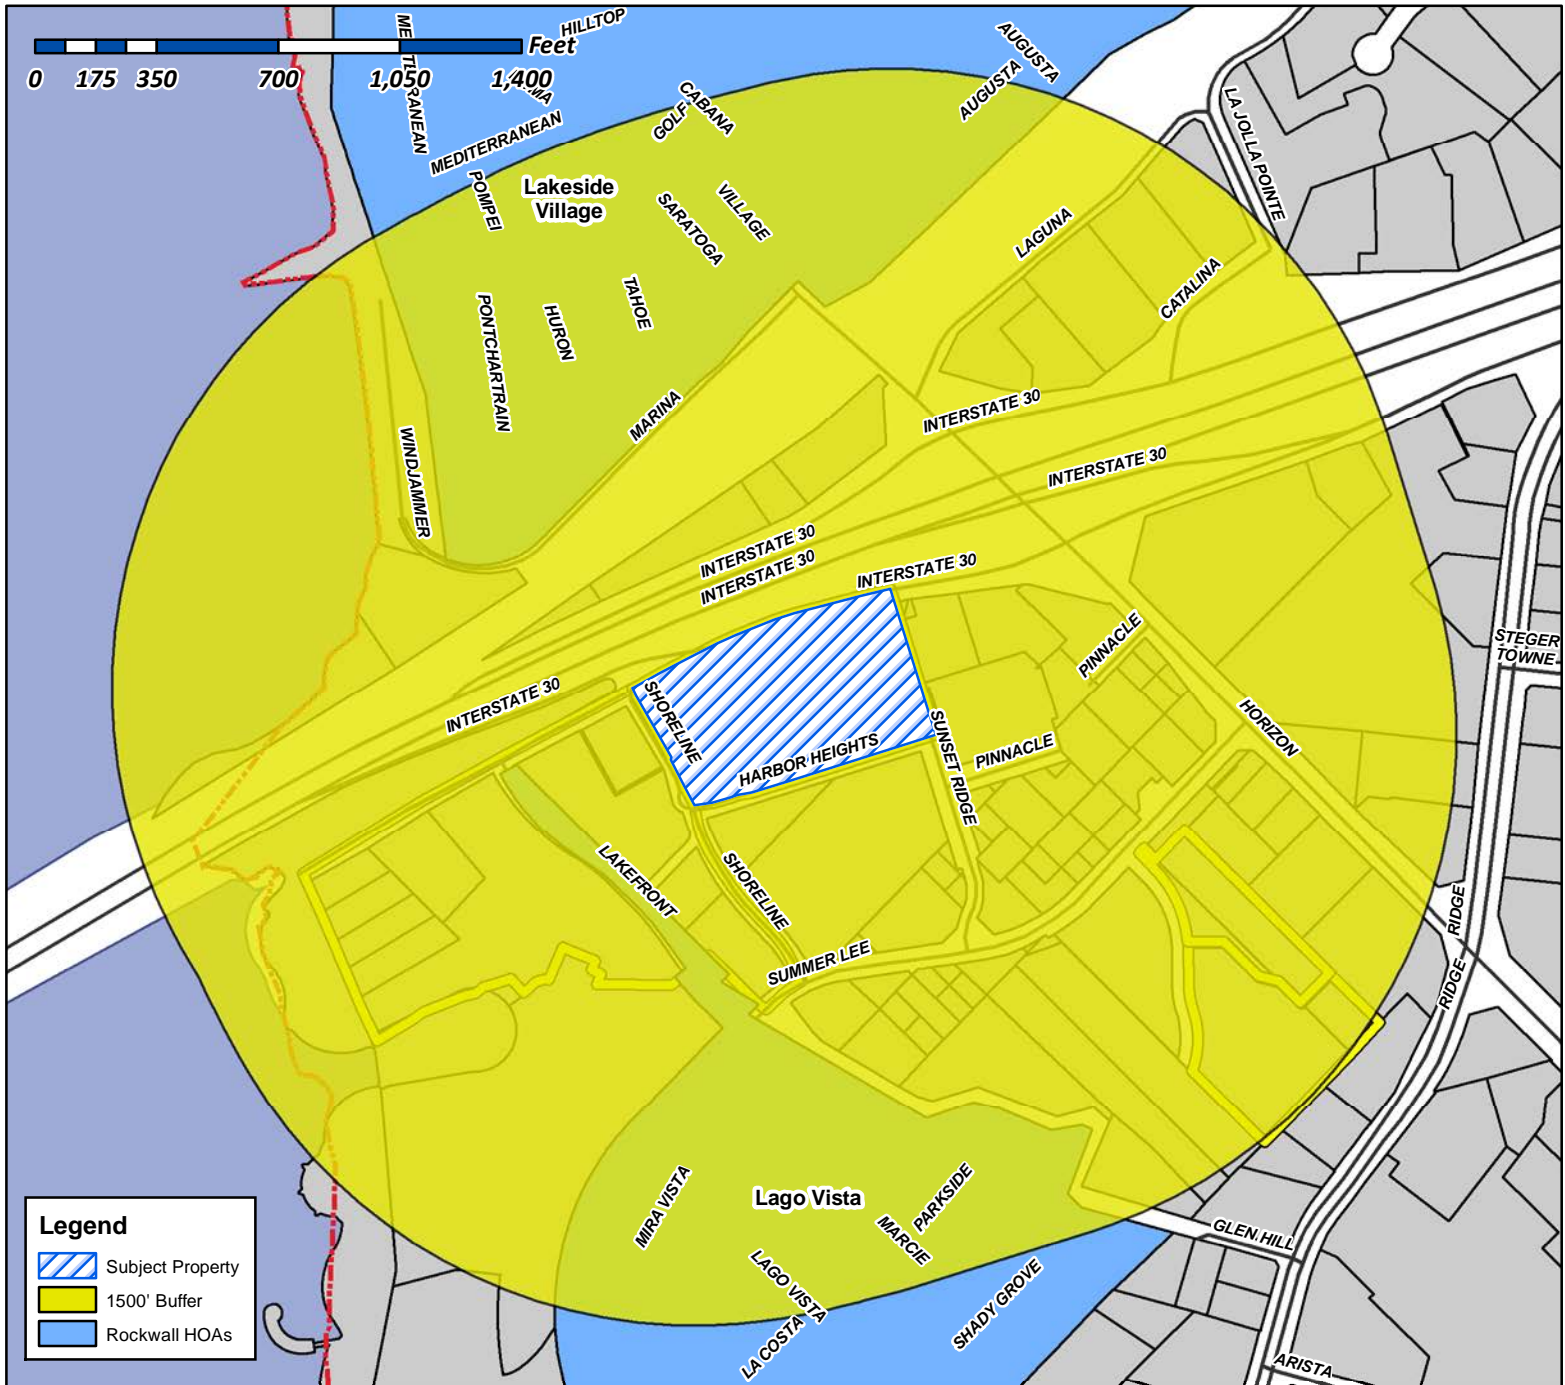 HILLTOP
AUGUSTA
Feet
0 175 350 700 1,050 1,400
MEDITERRANEAN
CABANA
AUGUSTA
GOLF
LA JOLLA POINTE
MEDITERRANEAN
POMPEI
Lakeside
Village
VILLAGE
SARATOGA
LAGUNA
CATALINA
TAHOE
HURON
PONTCHARTRAIN
MARINA
INTERSTATE 30
WINDJAMMER
INTERSTATE 30
INTERSTATE 30
INTERSTATE 30
INTERSTATE 30
PINNACLE
STEGER
TOWNE
INTERSTATE 30
SHORELINE
HORIZON
SUNSET RIDGE
HARBOR HEIGHTS
PINNACLE
LAKEFRONT
SHORELINE
RIDGE
SUMMER LEE
RIDGE
MIRA VISTA
Lago Vista
PARKSIDE
MARCIE
GLEN HILL
LAGO VISTA
SHADY GROVE
LA COSTA
ARISTA
Legend
Subject Property
1500' Buffer
Rockwall HOAs